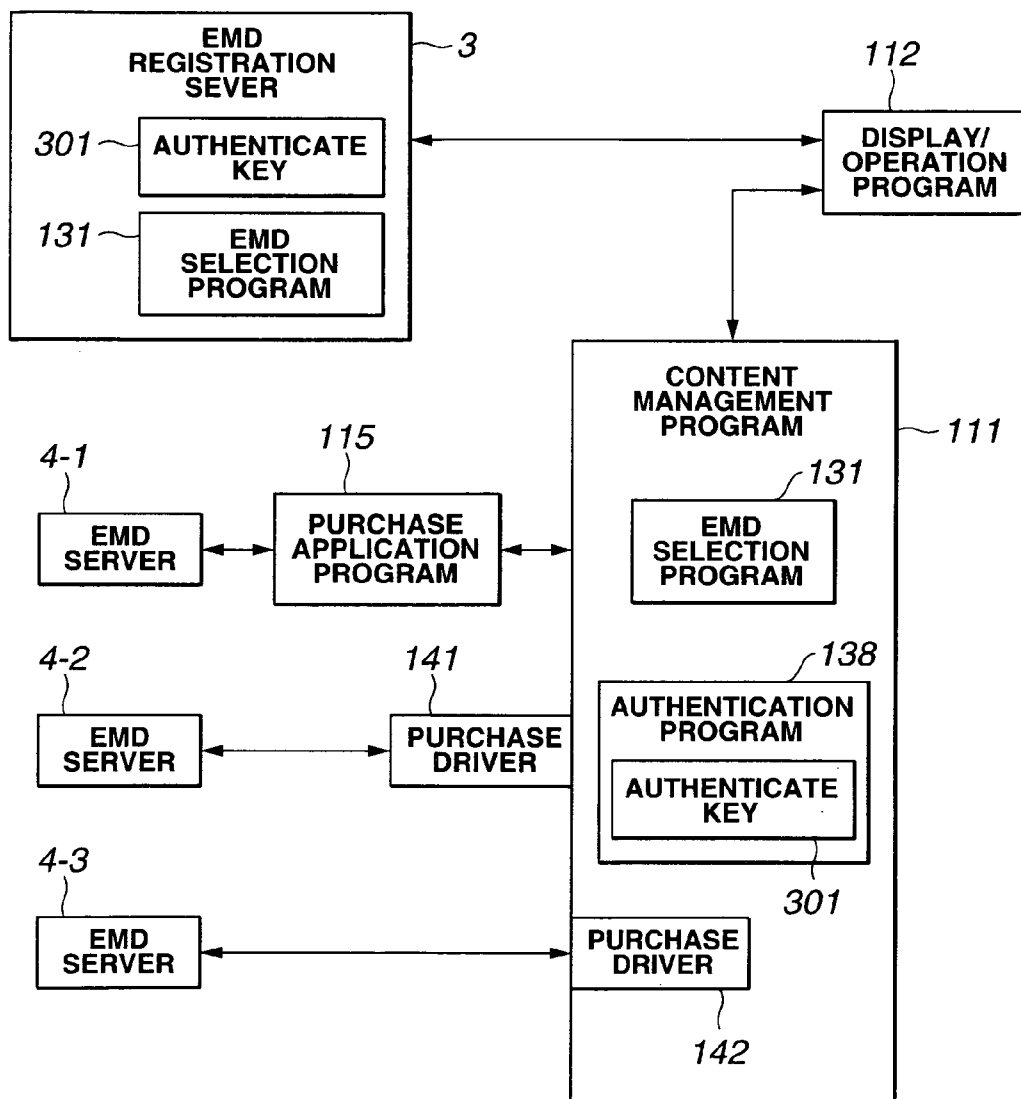 EMD
REGISTRATION
SEVER
3
301
AUTHENTICATE
KEY
131
EMD
SELECTION
PROGRAM
112
DISPLAY/
OPERATION
PROGRAM
CONTENT
MANAGEMENT
PROGRAM
111
4-1
EMD
SERVER
115
PURCHASE
APPLICATION
PROGRAM
131
EMD
SELECTION
PROGRAM
4-2
EMD
SERVER
141
PURCHASE
DRIVER
138
AUTHENTICATION
PROGRAM
AUTHENTICATE
KEY
301
4-3
EMD
SERVER
PURCHASE
DRIVER
142